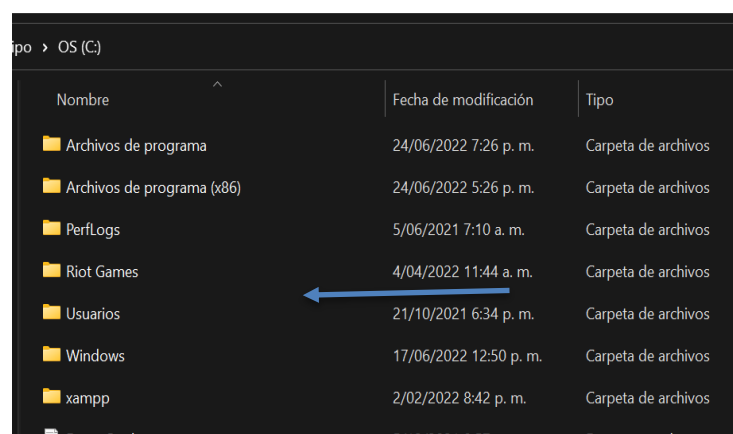 ipo > OS (C:)
Nombre Fecha de modificación Tipo
Archivos de programa 24/06/2022 7:26 p. m. Carpeta de archivos
Archivos de programa (x86) 24/06/2022 5:26 p. m. Carpeta de archivos
PerfLogs 5/06/2021 7:10 a. m. Carpeta de archivos
Riot Games 4/04/2022 11:44 a. m. Carpeta de archivos
Usuarios 21/10/2021 6:34 p. m. Carpeta de archivos
Windows 17/06/2022 12:50 p. m. Carpeta de archivos
xampp 2/02/2022 8:42 p. m. Carpeta de archivos